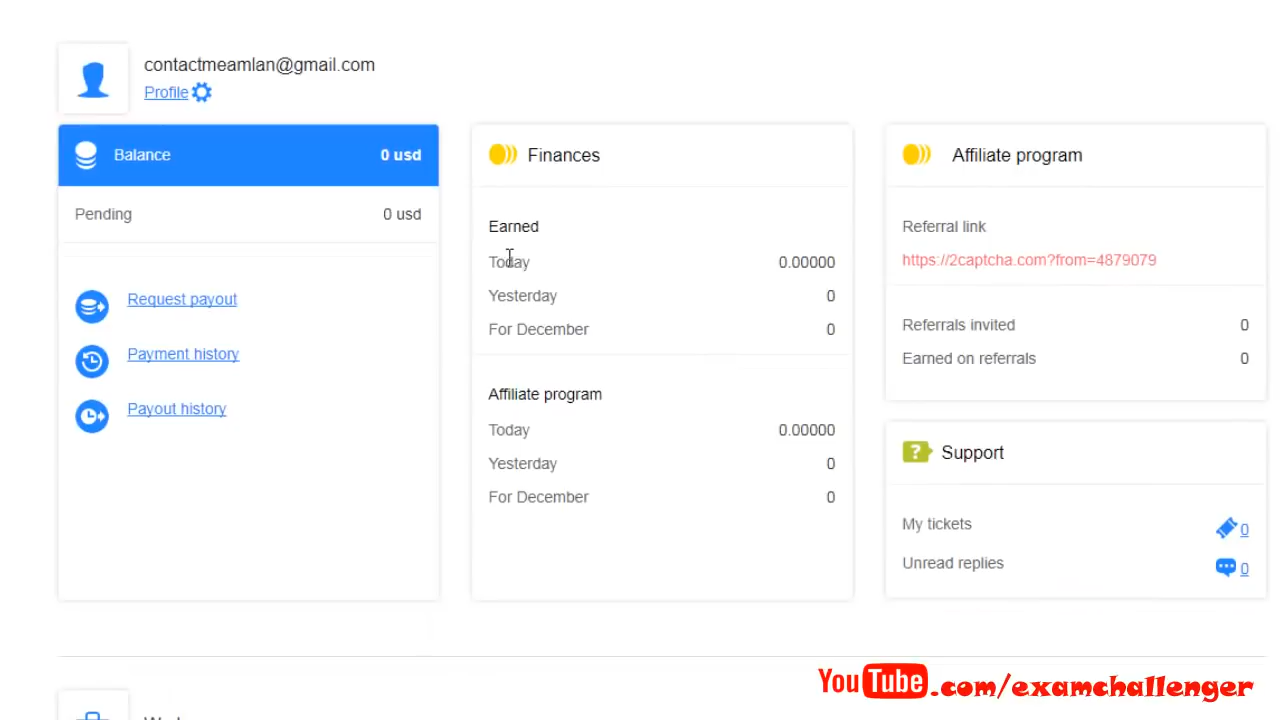 contactmeamlan@gmail.com
Profile
Balance 0 usd
Pending 0 usd
Request payout
Payment history
Payout history
Finances
Earned
Today 0.00000
Yesterday 0
For December 0
Affiliate program
Today 0.00000
Yesterday 0
For December 0
Affiliate program
Referral link
https://2captcha.com?from=4879079
Referrals invited 0
Earned on referrals 0
? Support
My tickets 0
Unread replies 0
YouTube.com/examchallenger